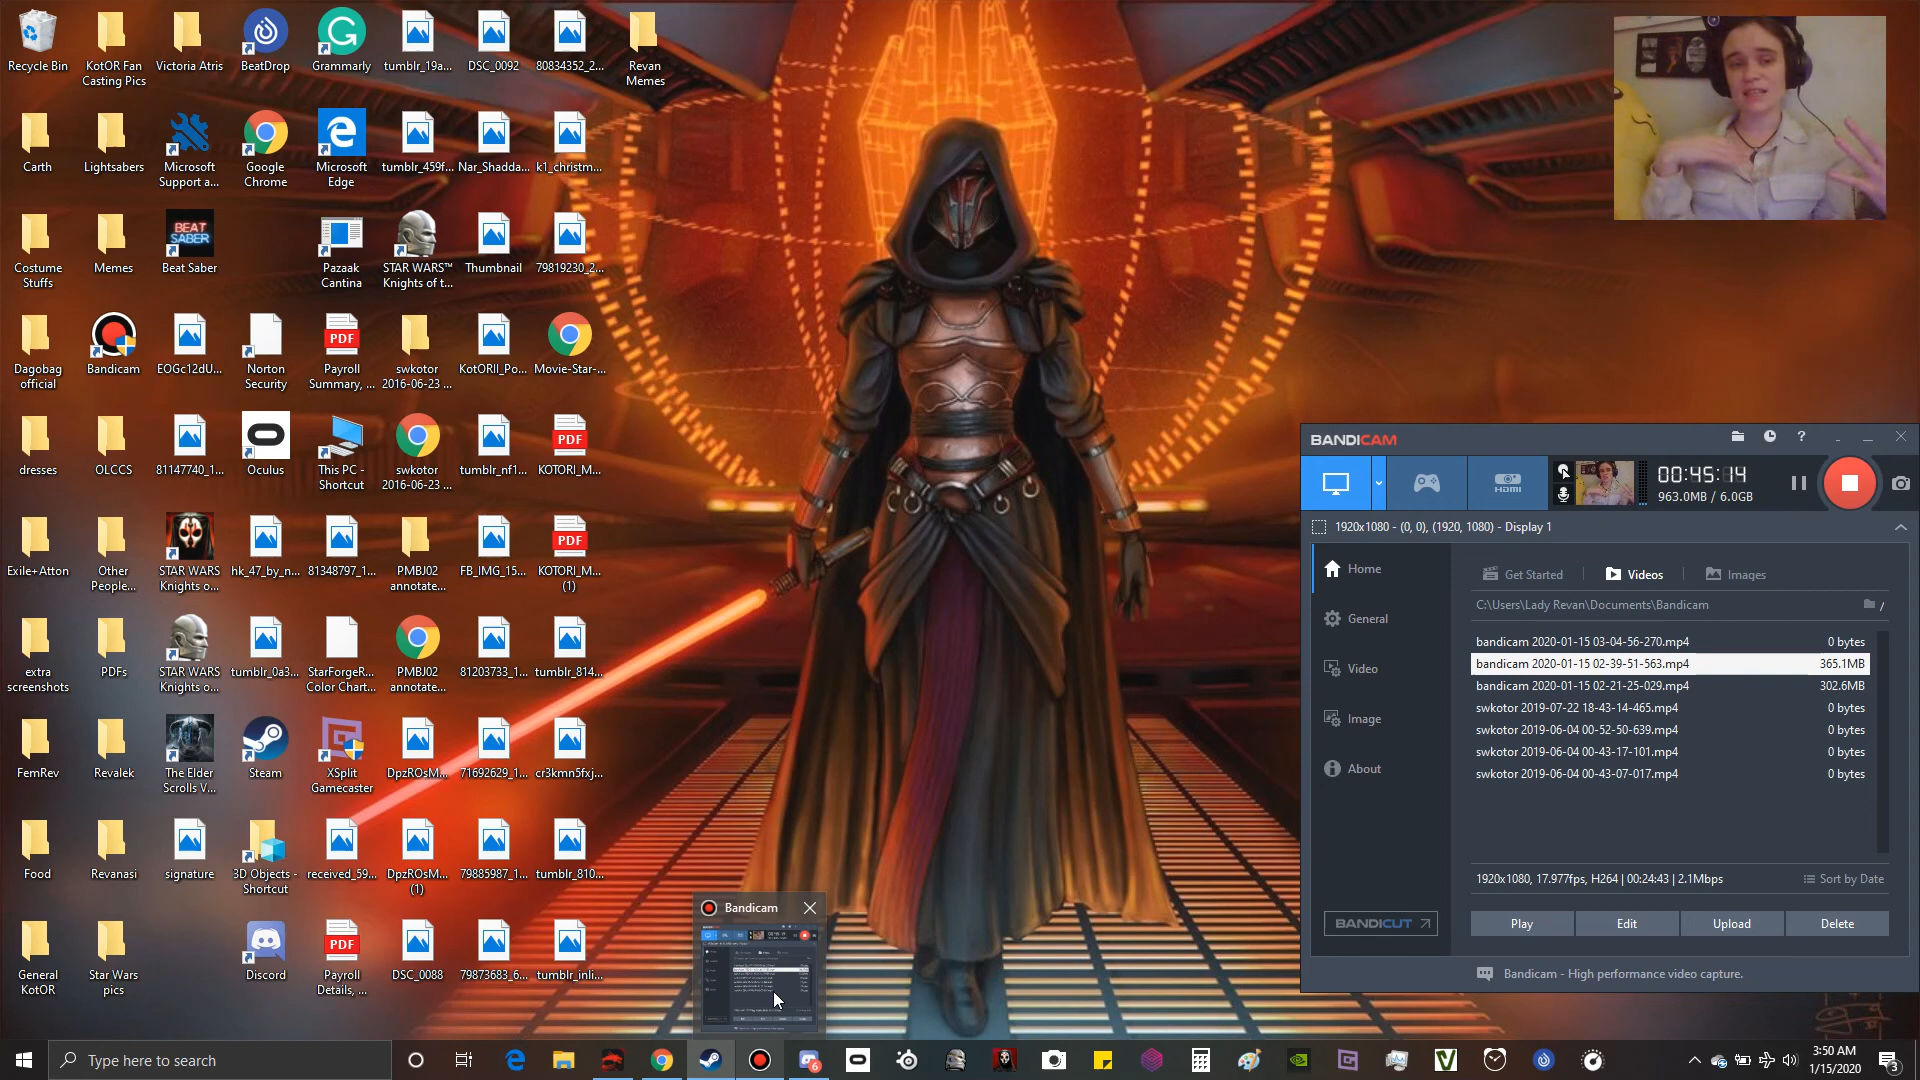 Recycle Bin
KotOR Fan
Casting Pics
Victoria Atris
BeatDrop
Grammarly
tumblr_19a...
DSC_0092
80834352_2...
Revan
Memes
Carth
Lightsabers
Microsoft
Support a...
Google
Chrome
Microsoft
Edge
tumblr_459f...
Nar_Shadda...
k1_christm...
Costume
Stuffs
Memes
BEAT
SABER
Beat Saber
Pazaak
Cantina
STAR WARS™
Knights of t...
Thumbnail
79819230_2...
Dagobag
official
Bandicam
EOGc12dU...
Norton
Security
PDF
Payroll
Summary, ...
swkotor
2016-06-23 ...
KotORII_Po...
Movie-Star-...
dresses
OLCCS
81147740_1...
Oculus
This PC -
Shortcut
swkotor
2016-06-23 ...
tumblr_nf1...
PDF
KOTORI_M...
Exile+Atton
Other
People...
STAR WARS
Knights o...
hk_47_by_n...
81348797_1...
PMBJ02
annotate...
FB_IMG_15...
PDF
KOTORI_M...
(1)
extra
screenshots
PDFs
STAR WARS
Knights o...
tumblr_0a3...
StarForgeR...
Color Chart...
PMBJ02
annotate...
81203733_1...
tumblr_814...
FemRev
Revalek
The Elder
Scrolls V...
Steam
XSplit
Gamecaster
DpzROsM...
71692629_1...
cr3kmn5fxj...
Food
Revanasi
signature
3D Objects -
Shortcut
received_59...
DpzROsM...
(1)
79885987_1...
tumblr_810...
General
KotOR
Star Wars
pics
Discord
PDF
Payroll
Details, ...
DSC_0088
79873683_6...
tumblr_inli...
Bandicam
BANDICAM
?
HDMI
00:45:14
963.0MB / 6.0GB
1920x1080 - (0, 0), (1920, 1080) - Display 1
Home
General
Video
Image
About
BANDICUT
Get Started
Videos
Images
C:\Users\Lady Revan\Documents\Bandicam
/
bandicam 2020-01-15 03-04-56-270.mp4 0 bytes
bandicam 2020-01-15 02-39-51-563.mp4 365.1MB
bandicam 2020-01-15 02-21-25-029.mp4 302.6MB
swkotor 2019-07-22 18-43-14-465.mp4 0 bytes
swkotor 2019-06-04 00-52-50-639.mp4 0 bytes
swkotor 2019-06-04 00-43-17-101.mp4 0 bytes
swkotor 2019-06-04 00-43-07-017.mp4 0 bytes
1920x1080, 17.977fps, H264 | 00:24:43 | 2.1Mbps
Sort by Date
Play
Edit
Upload
Delete
Bandicam - High performance video capture.
Type here to search
6
3:50 AM
1/15/2020
3